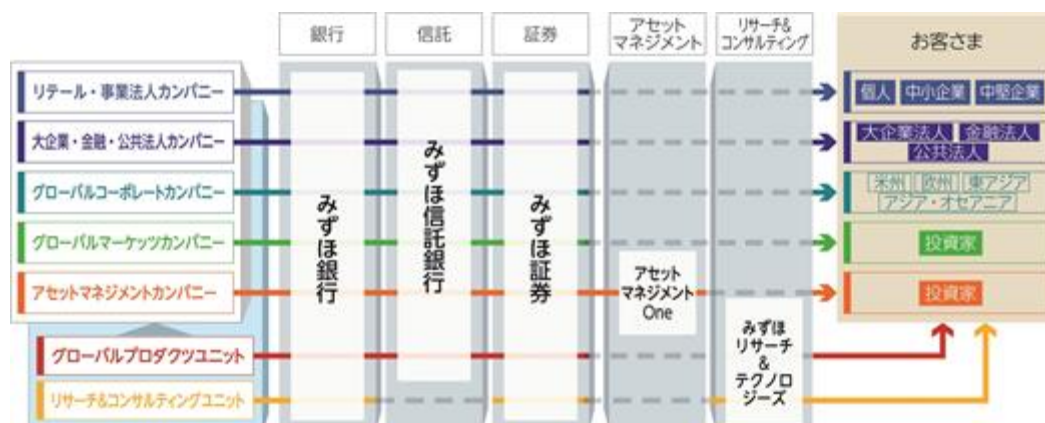 銀行
信託
証券
アセット
マネジメント
リサーチ&
コンサルティング
お客さま
リテール・事業法人カンパニー
個人 中小企業 中堅企業
大企業・金融・公共法人カンパニー
大企業法人 金融法人
公共法人
グローバルコーポレートカンパニー
米州 欧州 東アジア
アジア・オセアニア
グローバルマーケッツカンパニー
投資家
アセットマネジメントカンパニー
投資家
グローバルプロダクツユニット
リサーチ&コンサルティングユニット
みずほ銀行
みずほ信託銀行
みずほ証券
アセット
マネジメント
One
みずほ
リサーチ
&
テクノロ
ジーズ